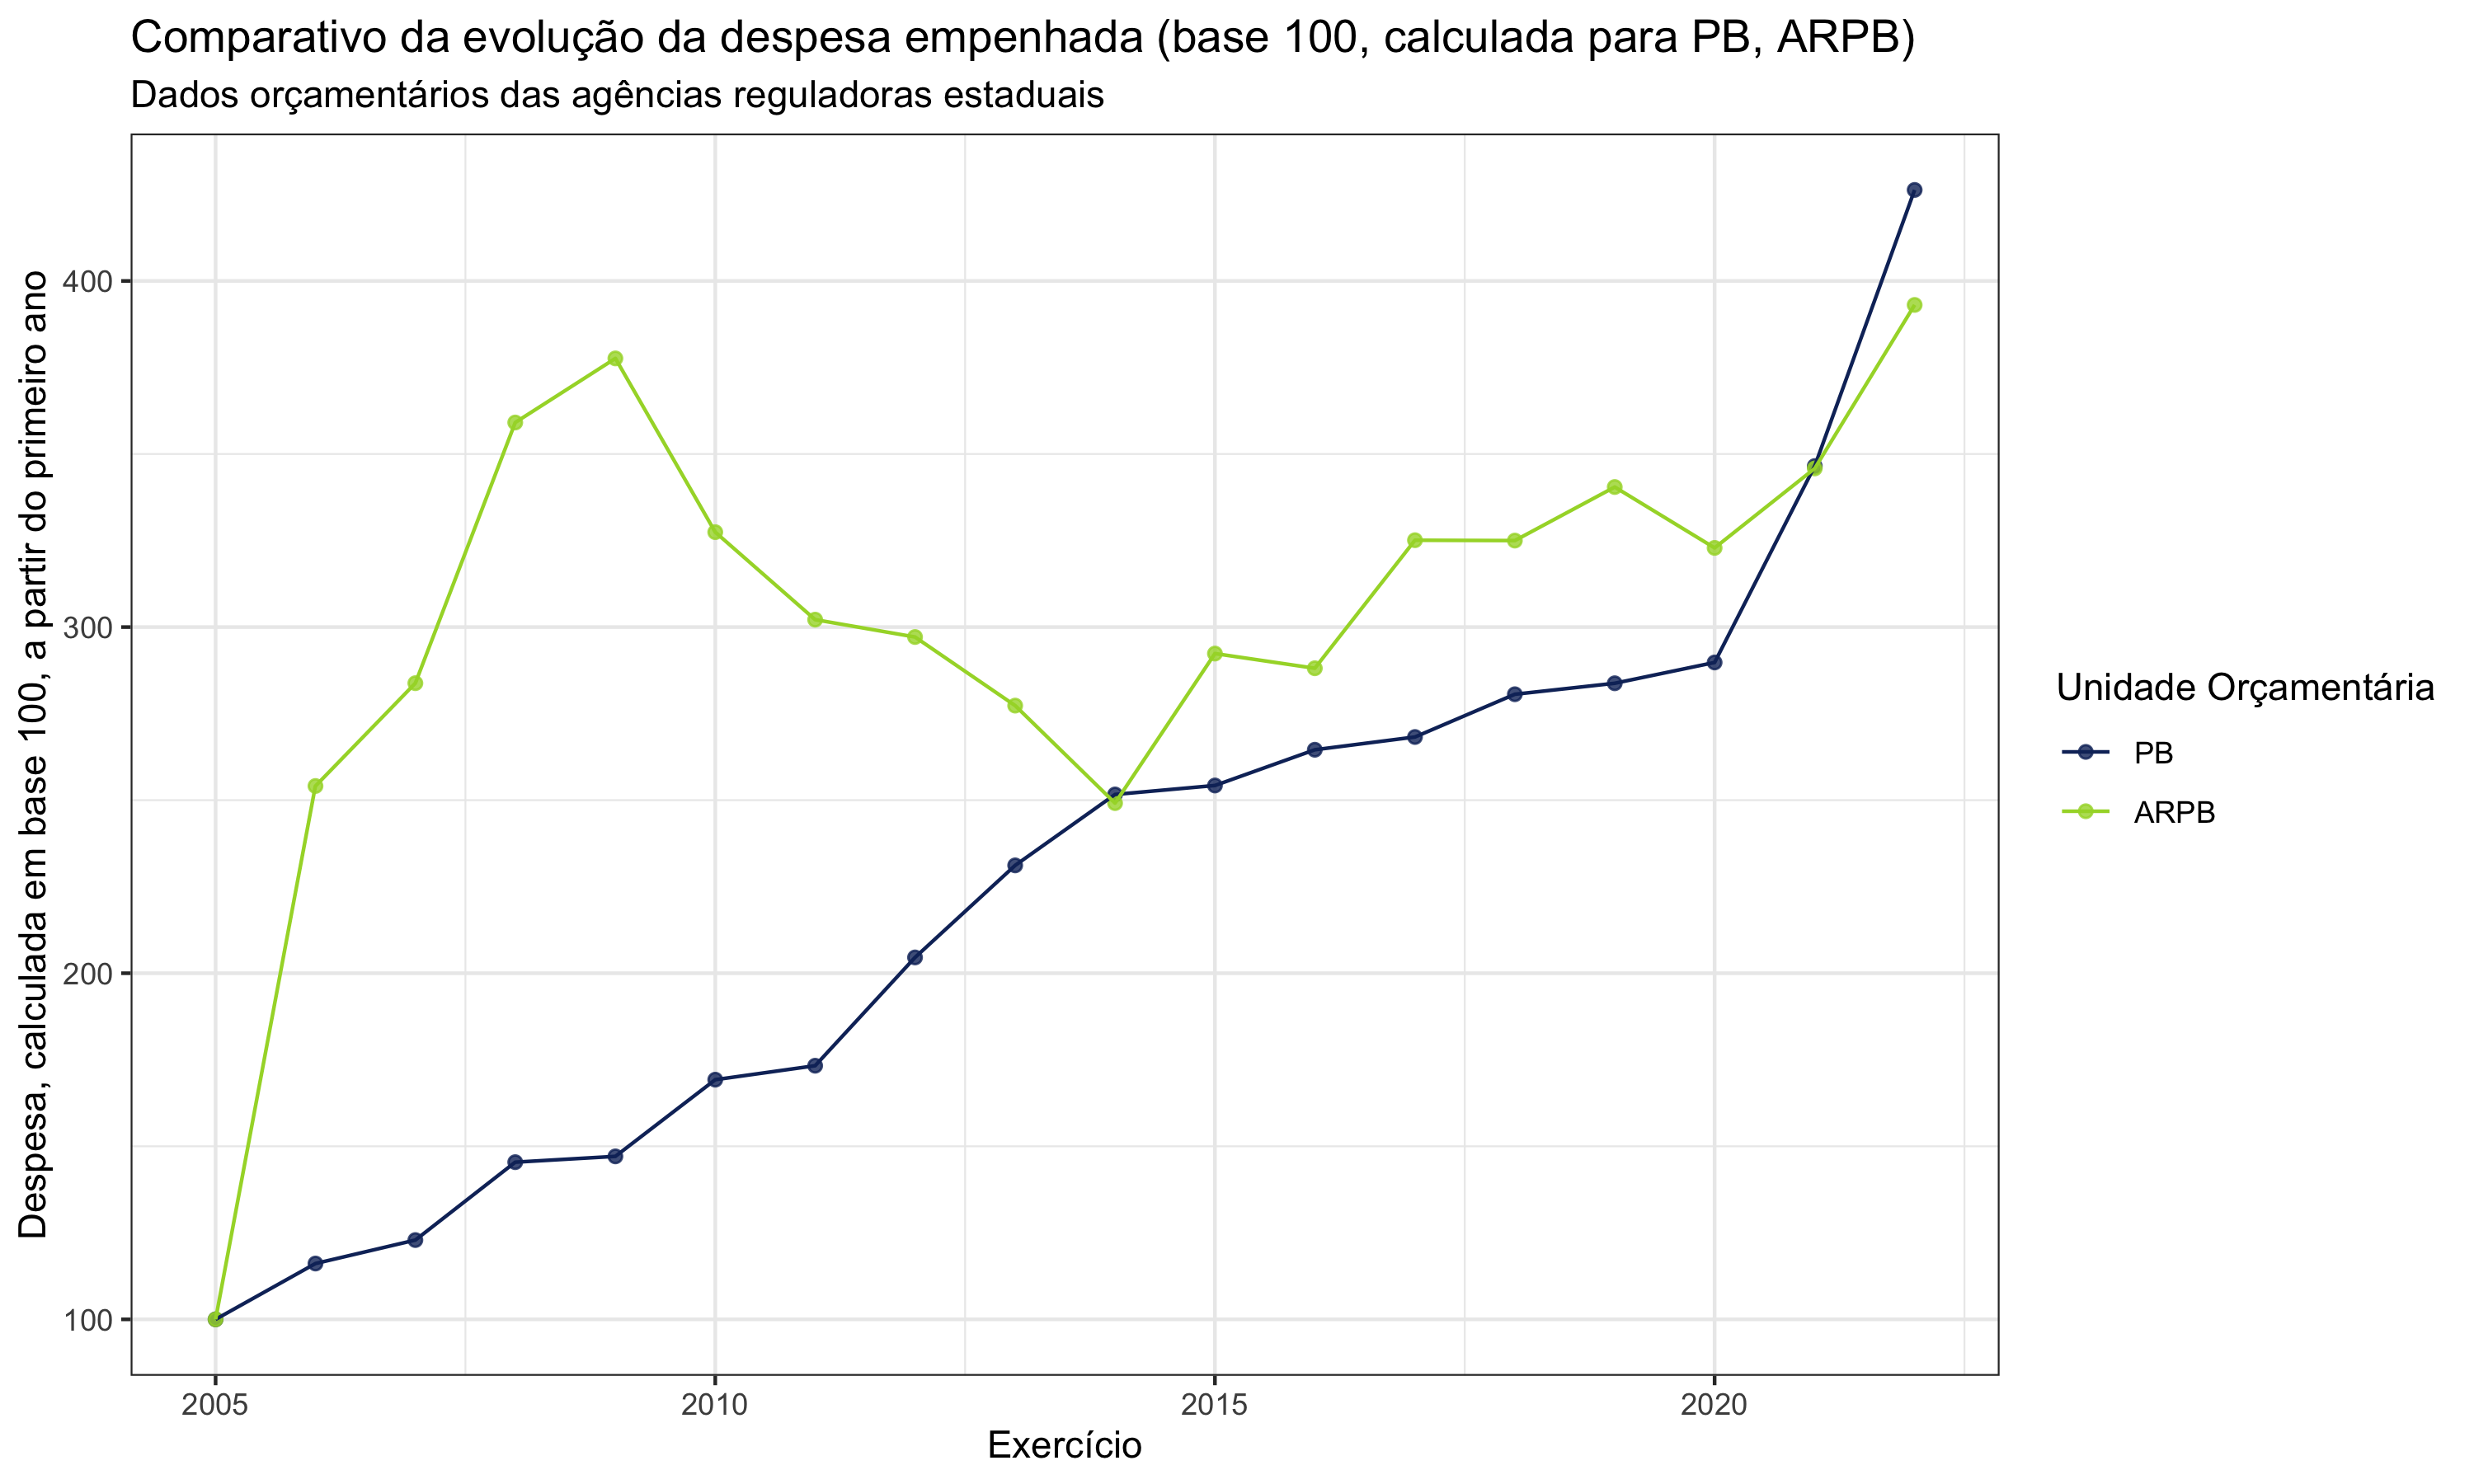 Comparativo da evolução da despesa empenhada (base 100, calculada para PB, ARPB)
Dados orçamentários das agências reguladoras estaduais
Despesa, calculada em base 100, a partir do primeiro ano
400
300
200
100
2005
2010
2015
2020
Exercício
Unidade Orçamentária
PB
ARPB